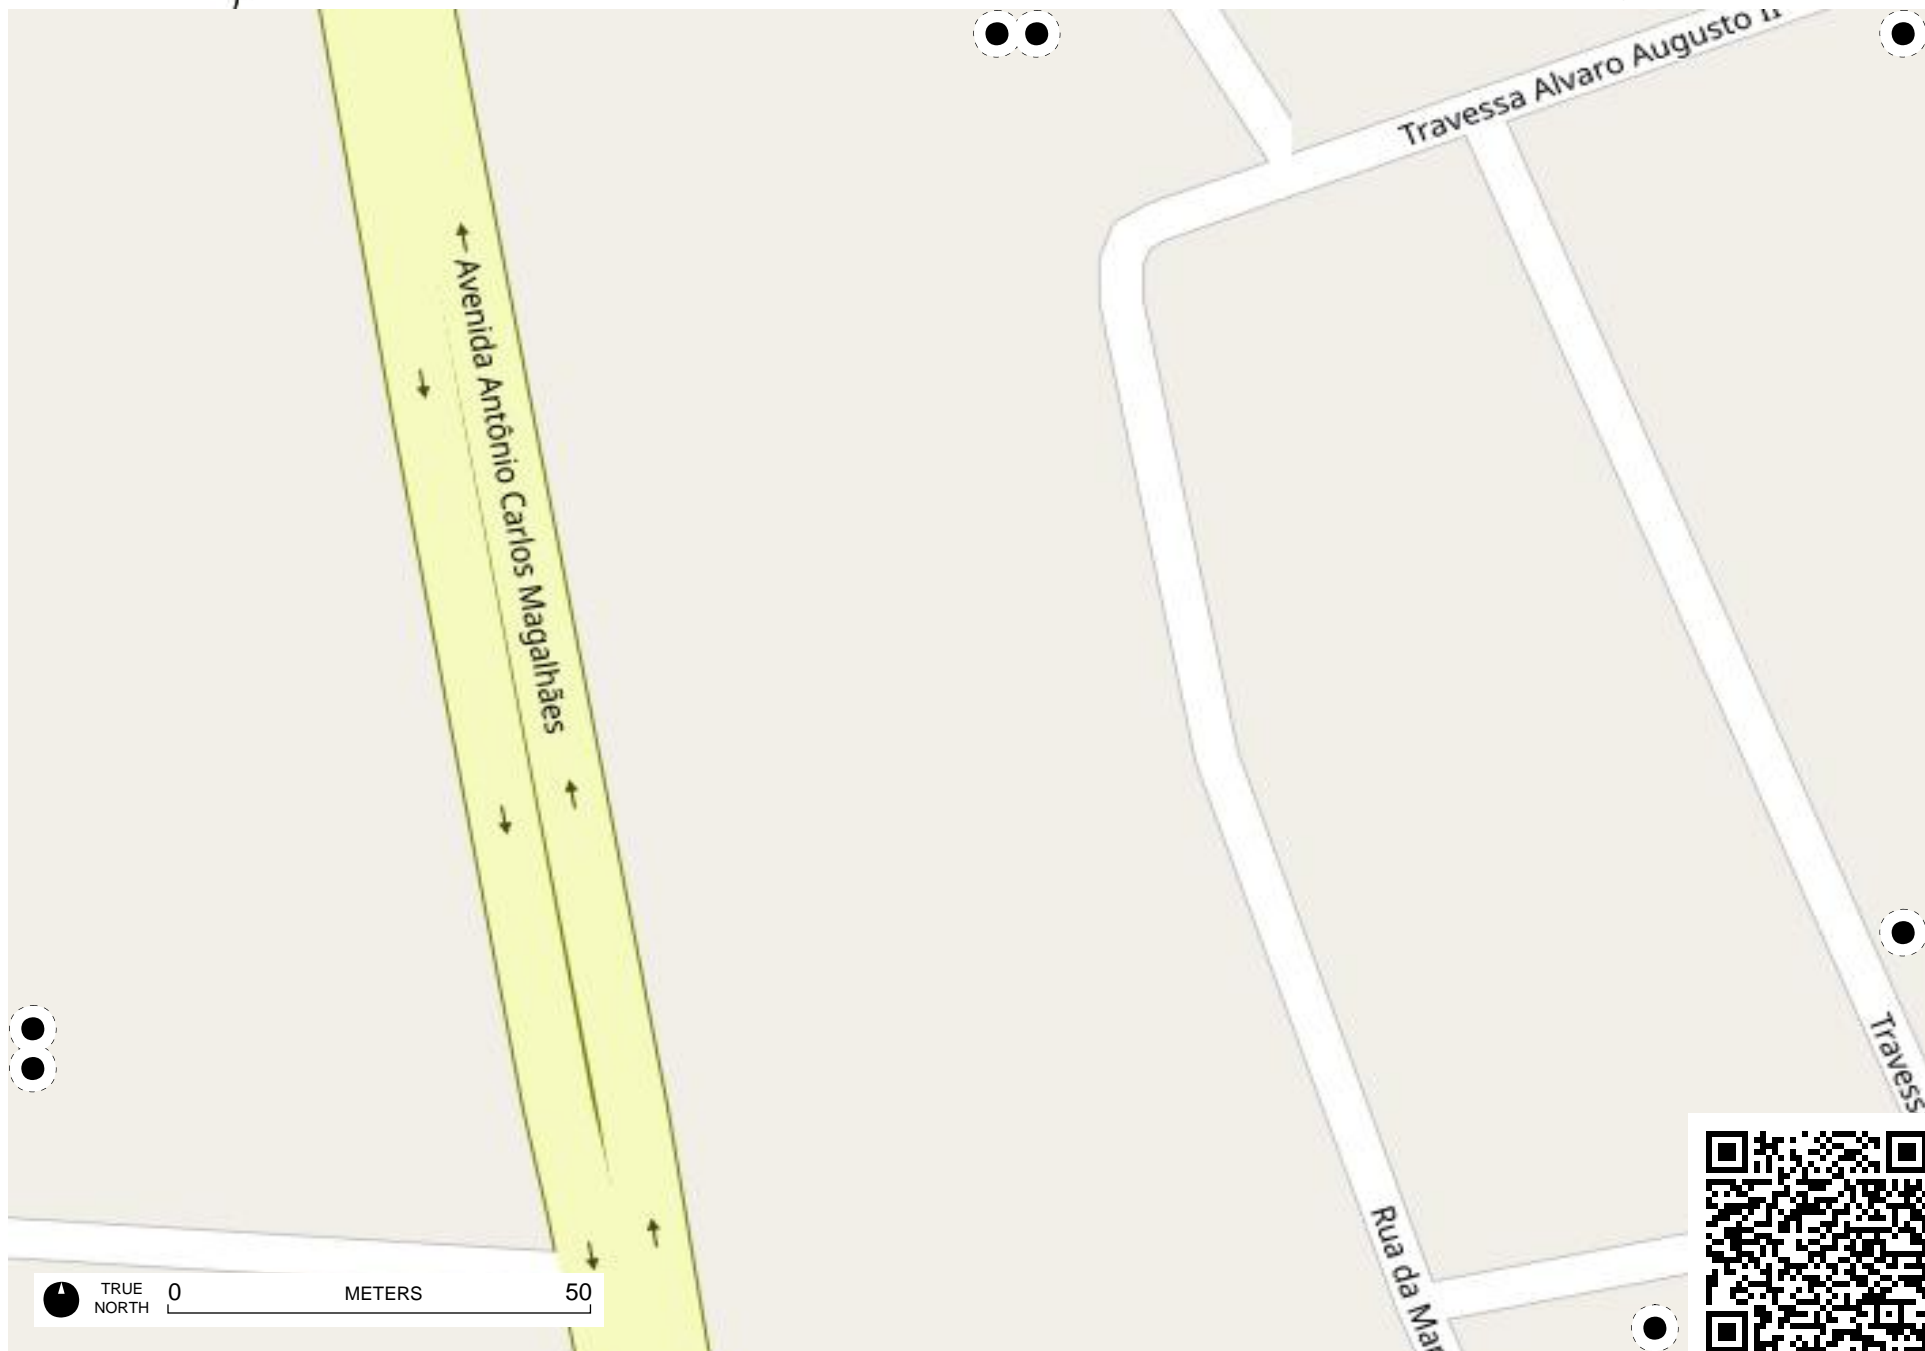 Travessa Alvaro Augusto
Avenida Antônio Carlos Magalhães
Rua da
TRUE NORTH
0 METERS 50